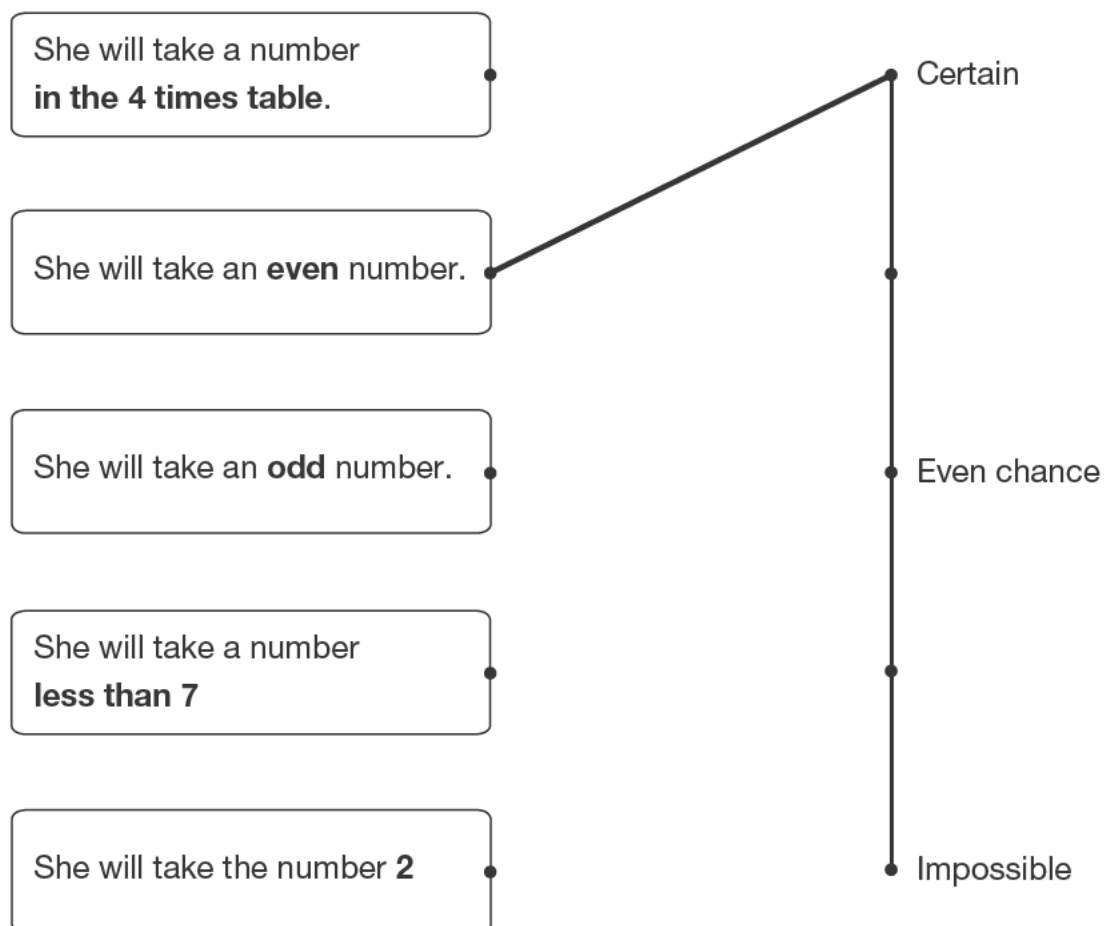 She will take a number
in the 4 times table.
Certain
She will take an even number.
She will take an odd number.
Even chance
She will take a number
less than 7
She will take the number 2
Impossible